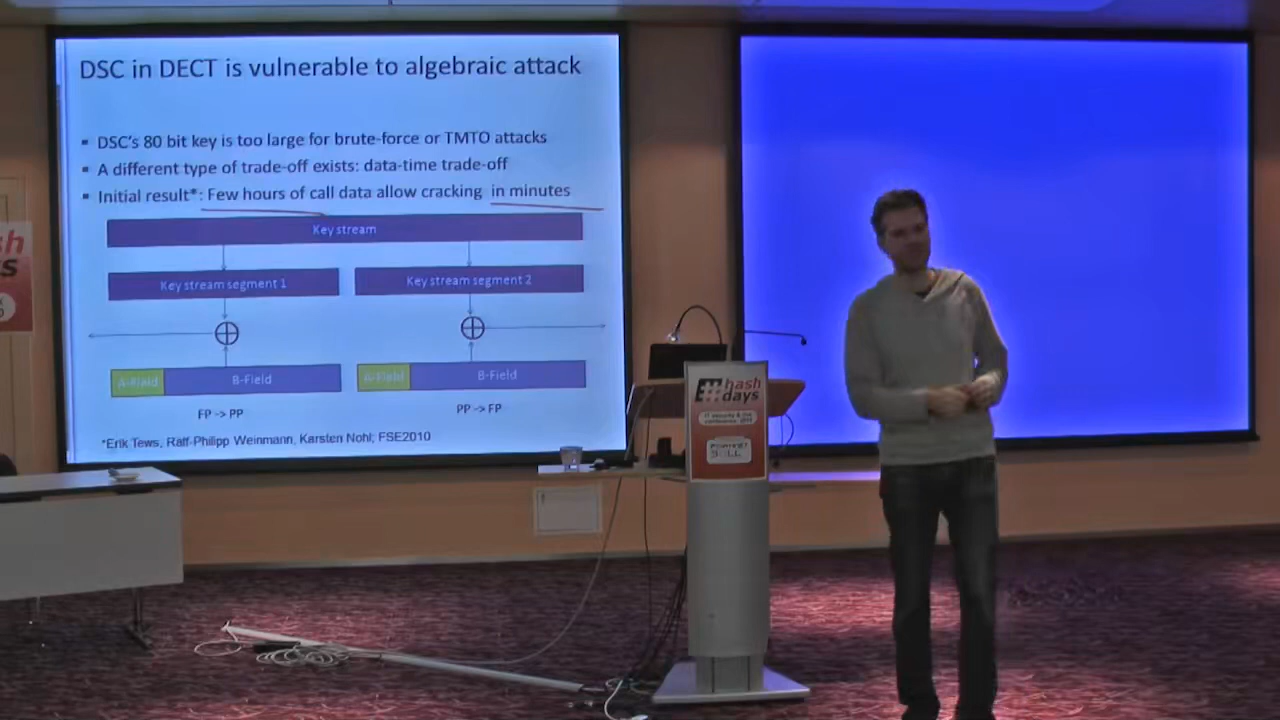 DSC in DECT is vulnerable to algebraic attack
▪ DSC's 80 bit key is too large for brute-force or TMTO attacks
▪ A different type of trade-off exists: data-time trade-off
▪ Initial result*: Few hours of call data allow cracking in minutes
Key stream
Key stream segment 1
Key stream segment 2
A-Field
B-Field
A-Field
B-Field
FP -> PP
PP -> FP
*Erik Tews, Ralf-Philipp Weinmann, Karsten Nohl; FSE2010
#hash
days